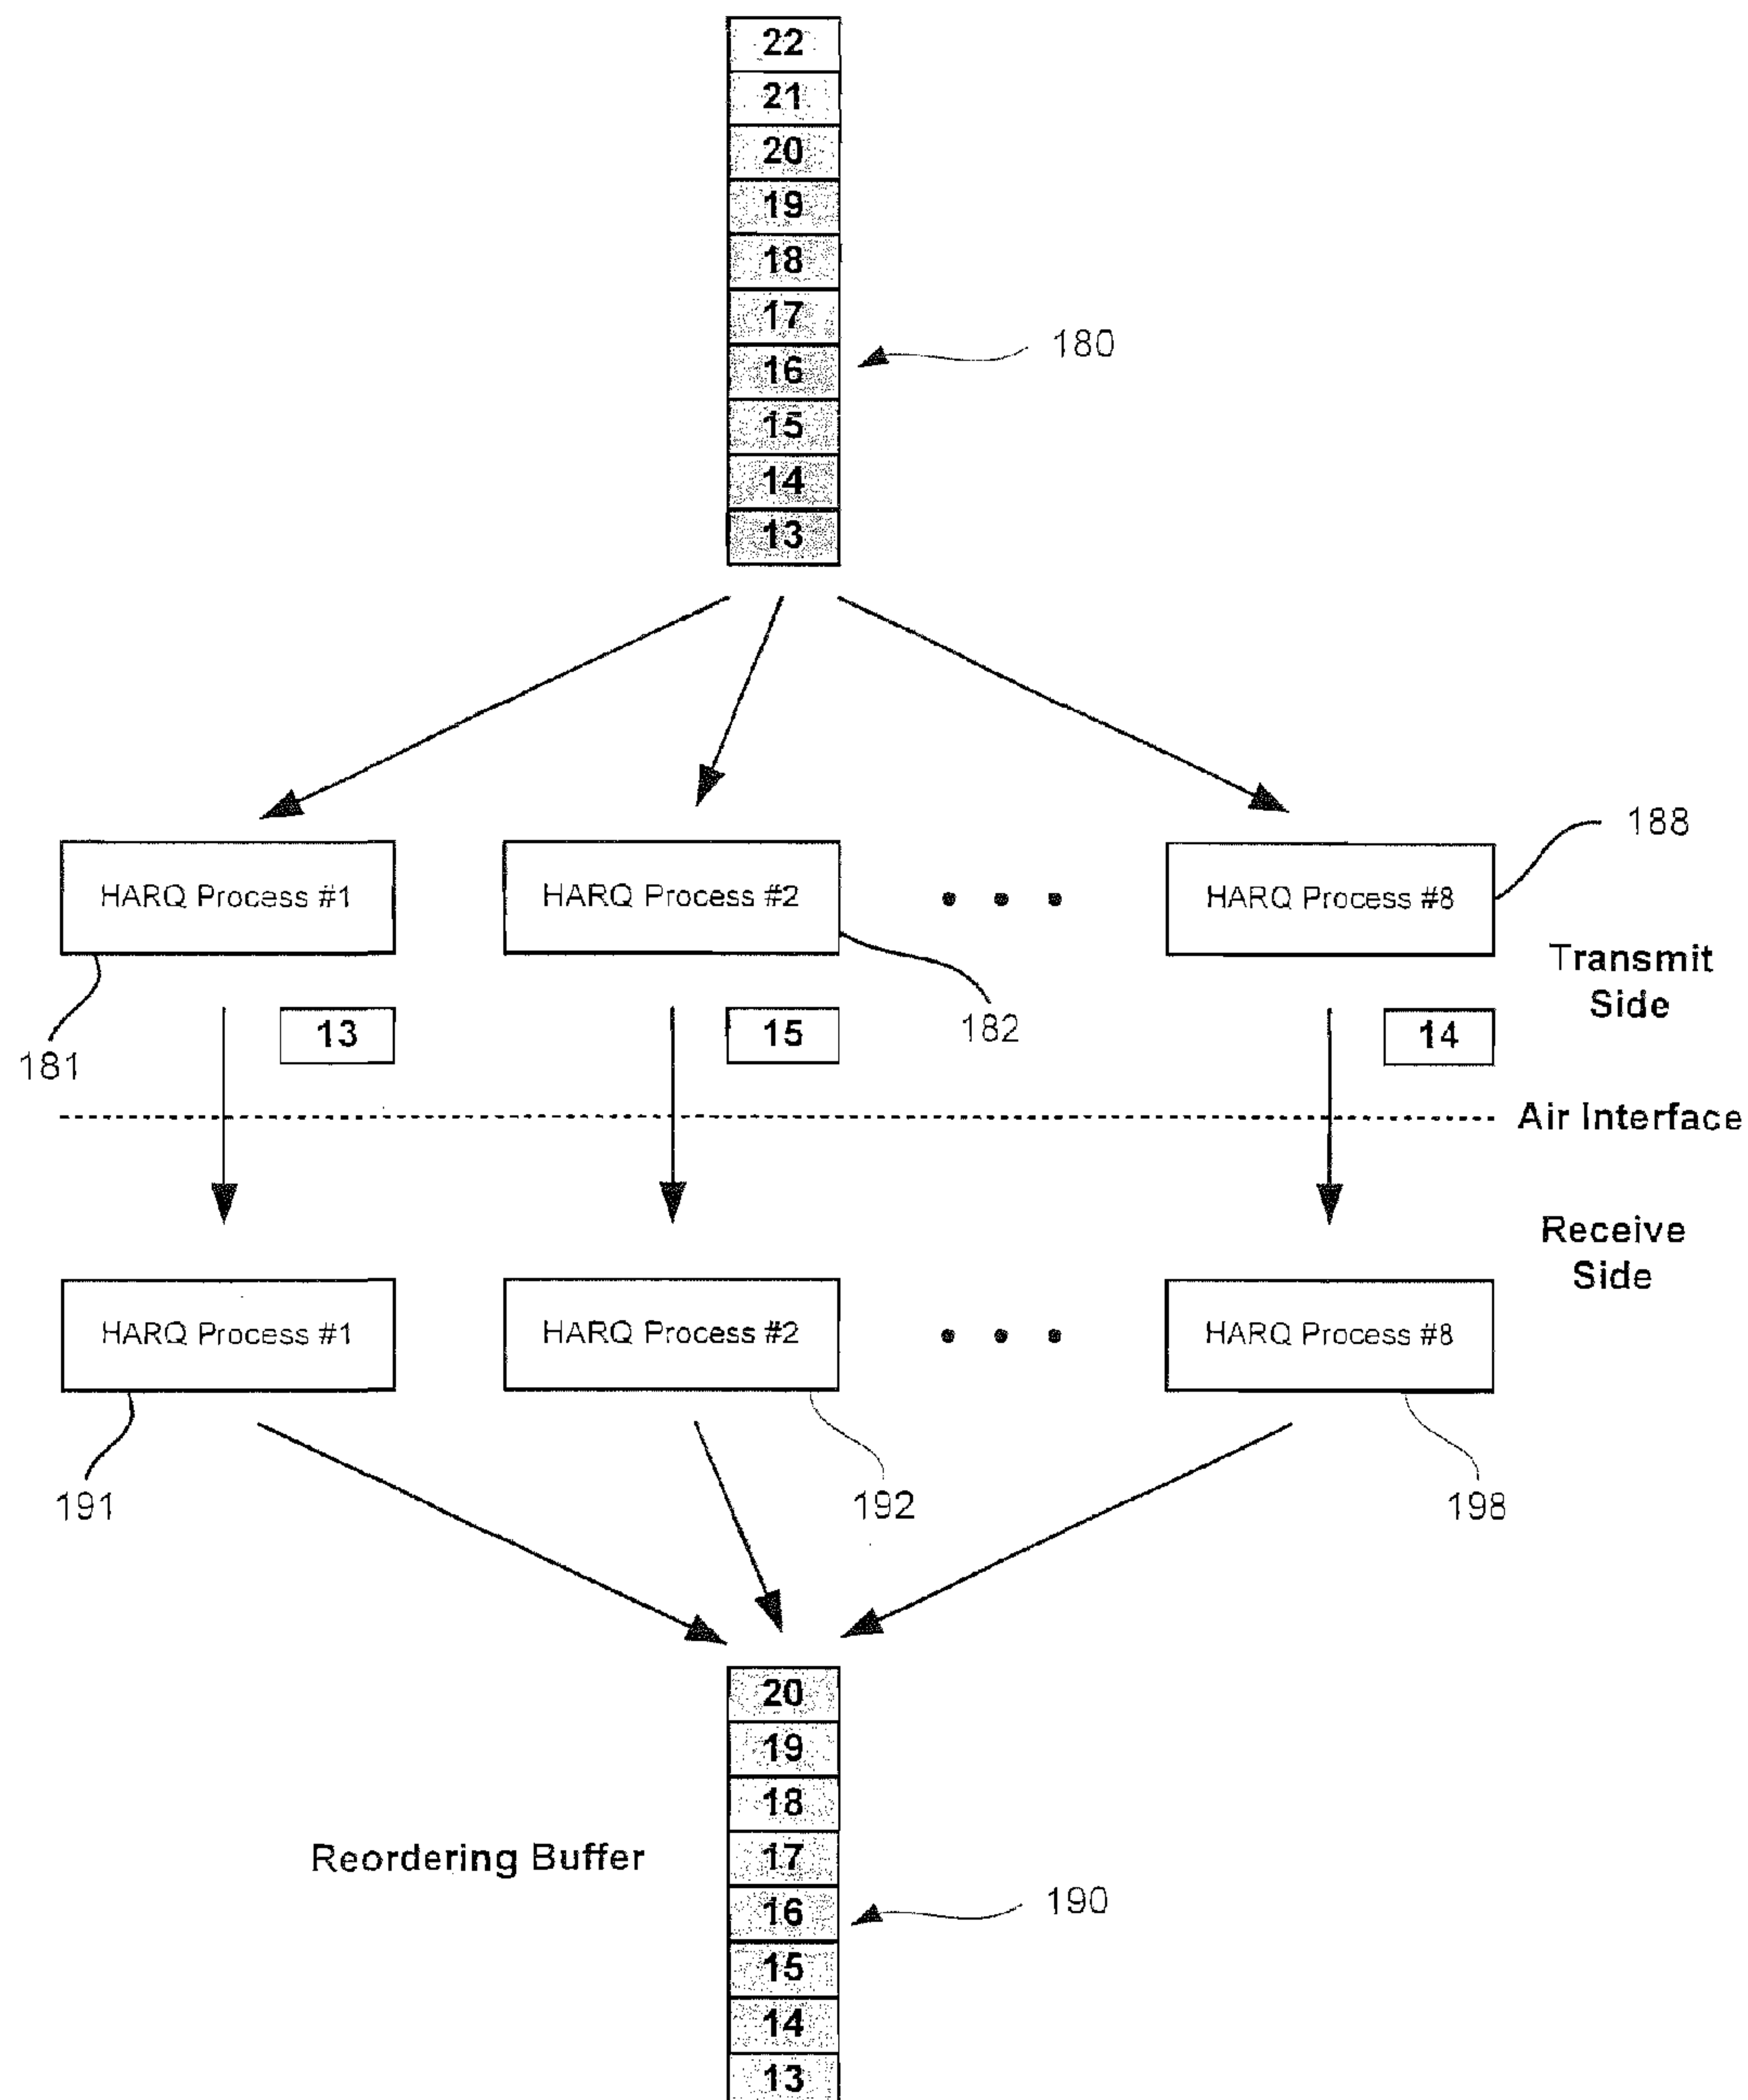 22
21
20
19
18
17
180
16
15
14
13
188
HARQ Process #1
HARQ Process #2
HARQ Process #8
Transmit
Side
13
15
182
14
181
Air Interface
Receive
Side
HARQ Process #1
HARQ Process #2
HARQ Process #8
191
192
198
20
19
18
Reordering Buffer
17
16
190
15
14
13